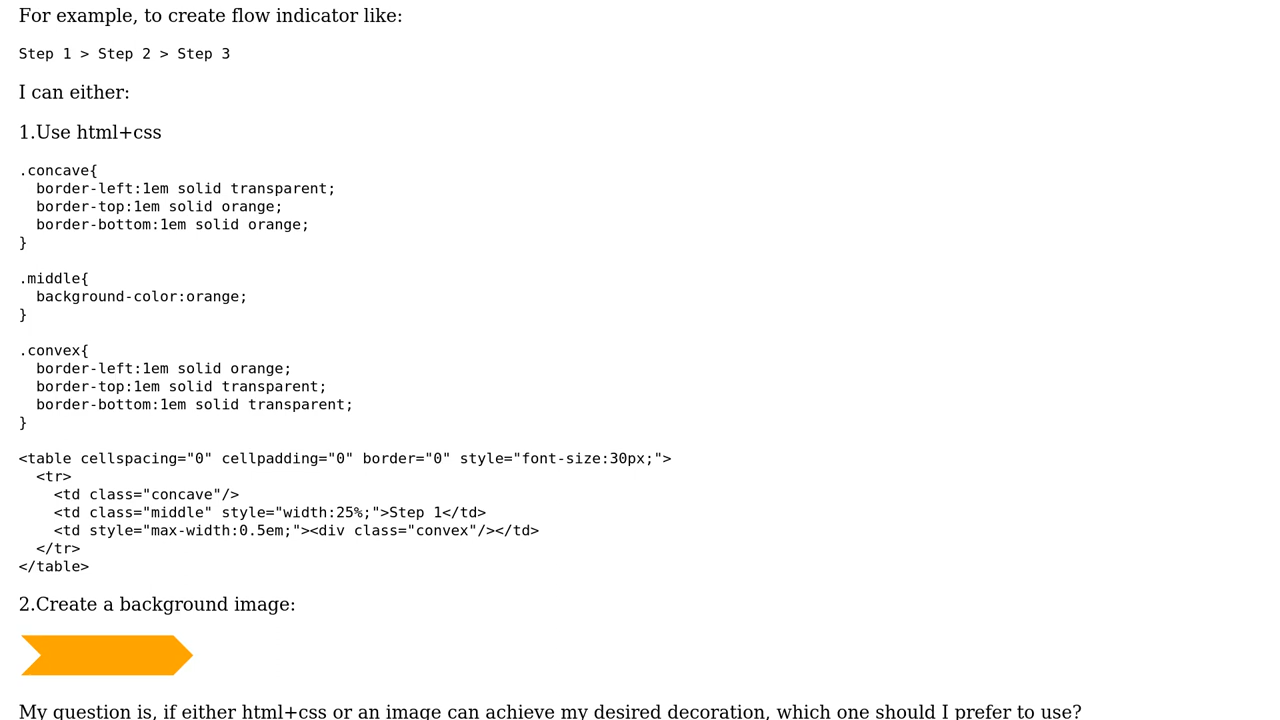 For example, to create flow indicator like:
Step 1 > Step 2 > Step 3
I can either:
1.Use html+css
.concave{
  border-left:1em solid transparent;
  border-top:1em solid orange;
  border-bottom:1em solid orange;
}
.middle{
  background-color:orange;
}
.convex{
  border-left:1em solid orange;
  border-top:1em solid transparent;
  border-bottom:1em solid transparent;
}
<table cellspacing="0" cellpadding="0" border="0" style="font-size:30px;">
  <tr>
    <td class="concave"/>
    <td class="middle" style="width:25%;">Step 1</td>
    <td style="max-width:0.5em;"><div class="convex"/></td>
  </tr>
</table>
2.Create a background image:
My question is, if either html+css or an image can achieve my desired decoration, which one should I prefer to use?